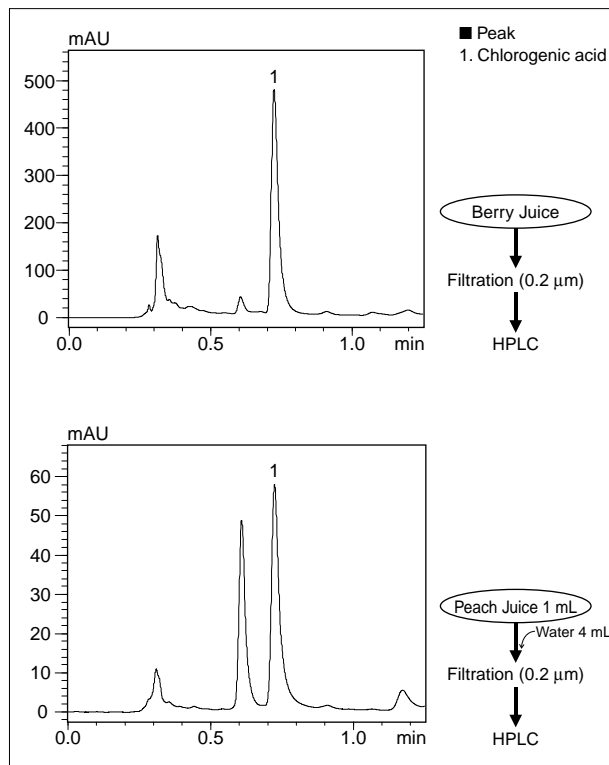 mAU
■ Peak
1. Chlorogenic acid
1
500
400
300
200
100
0
0.0 0.5 1.0 min
Berry Juice
Filtration (0.2 μm)
HPLC
mAU
1
60
50
40
30
20
10
0
0.0 0.5 1.0 min
Peach Juice 1 mL
Water 4 mL
Filtration (0.2 μm)
HPLC